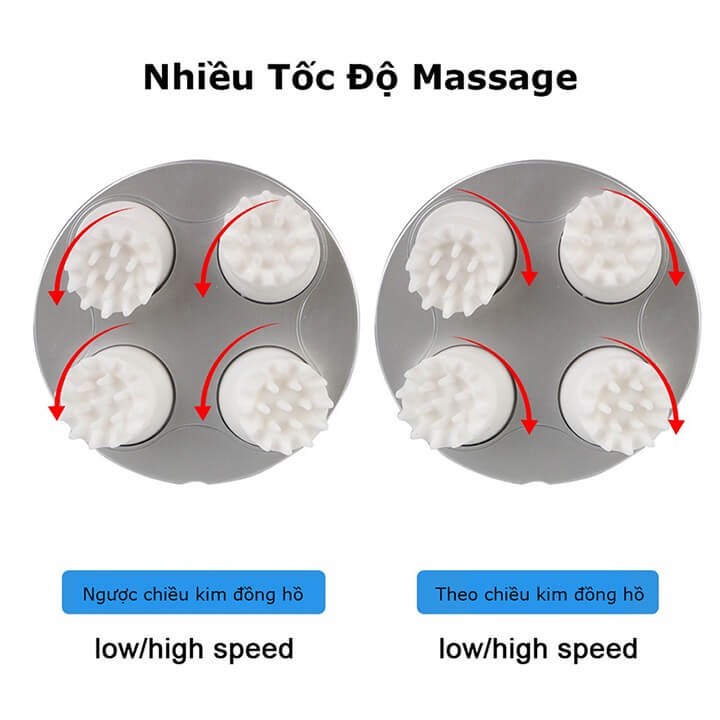 Nhiều Tốc Độ Massage
Ngược chiều kim đồng hồ
Theo chiều kim đồng hồ
low/high speed
low/high speed